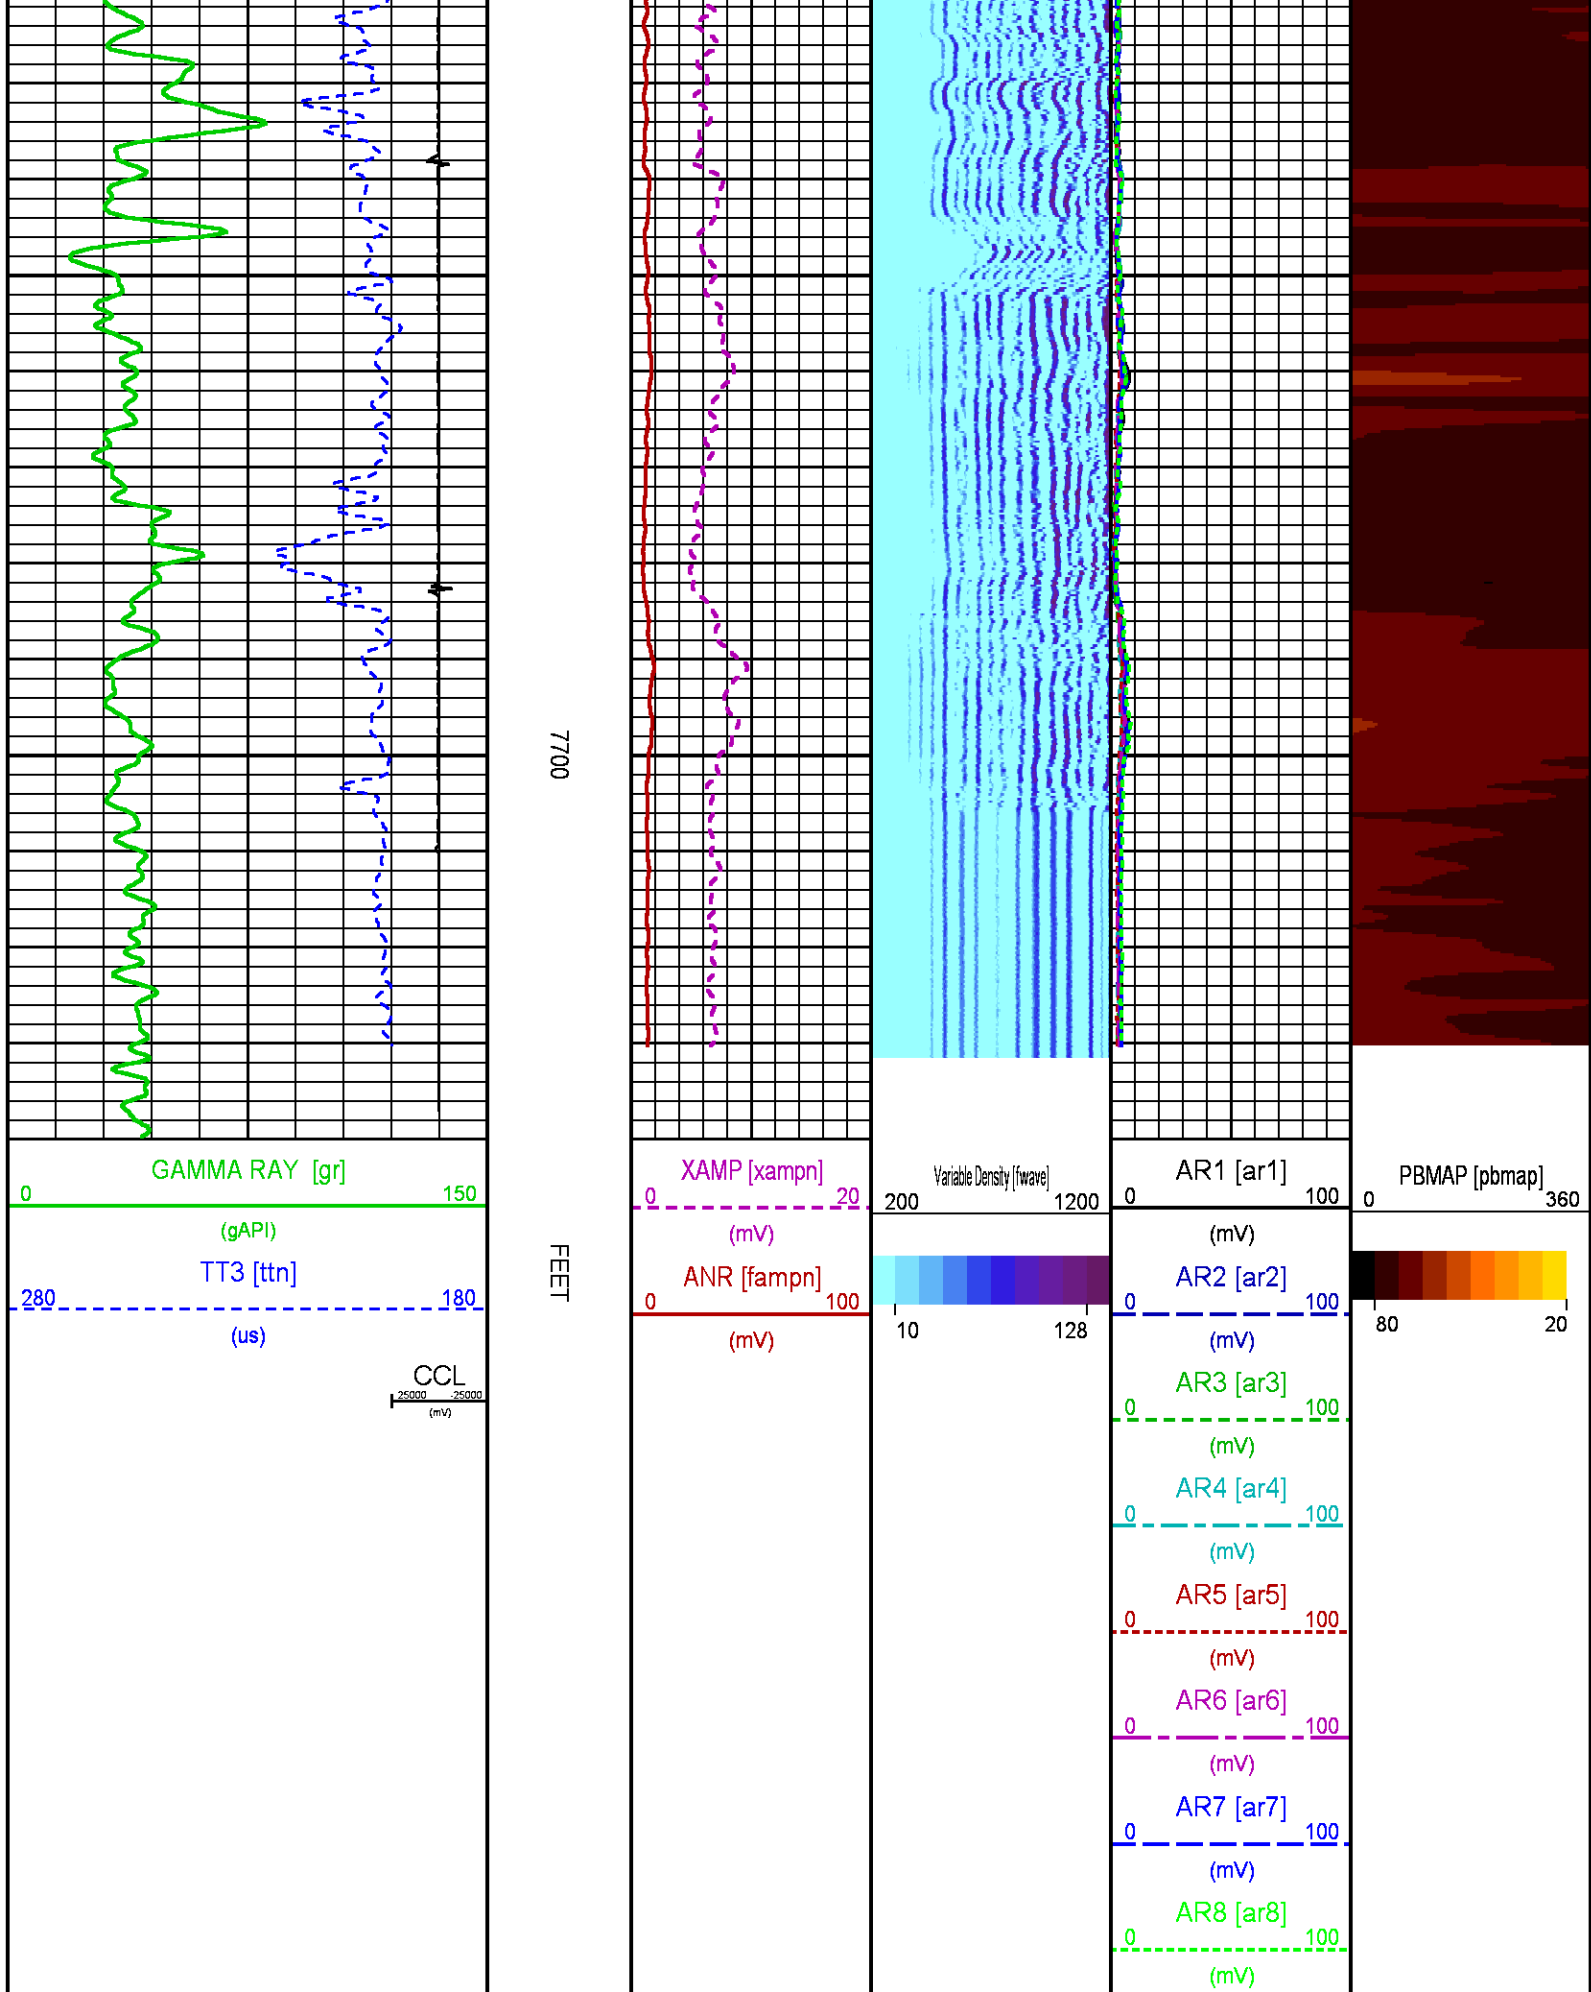 7700
FEET
GAMMA RAY [gr]
0 150
(gAPI)
TT3 [ttn]
280 180
(us)
CCL
25000 -25000
(mV)
XAMP [xampn]
0 20
(mV)
ANR [fampn]
0 100
(mV)
Variable Density [fwave]
200 1200
10 128
AR1 [ar1]
0 100
(mV)
AR2 [ar2]
0 100
(mV)
AR3 [ar3]
0 100
(mV)
AR4 [ar4]
0 100
(mV)
AR5 [ar5]
0 100
(mV)
AR6 [ar6]
0 100
(mV)
AR7 [ar7]
0 100
(mV)
AR8 [ar8]
0 100
(mV)
PBMAP [pbmap]
0 360
80 20